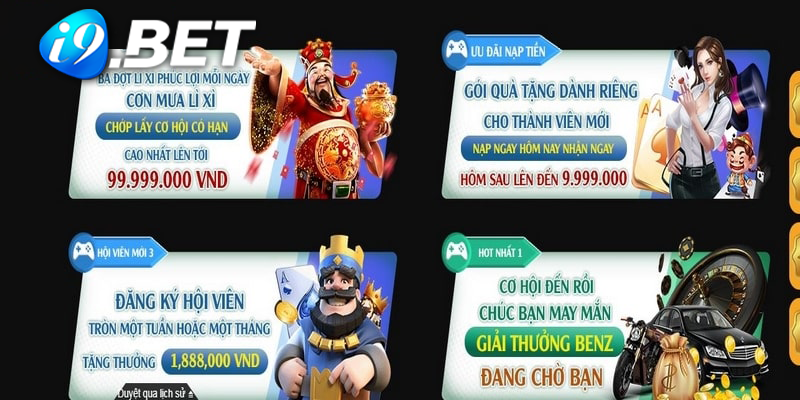 i9.BET
BA ĐỢT LÌ XÌ PHÚC LỢI MỖI NGÀY
CƠN MƯA LÌ XÌ
CHỚP LẤY CƠ HỘI CÓ HẠN
CAO NHẤT LÊN TỚI
99.999.000 VND
ƯU ĐÃI NẠP TIỀN
GÓI QUÀ TẶNG DÀNH RIÊNG
CHO THÀNH VIÊN MỚI
NẠP NGAY HÔM NAY NHẬN NGAY
HÔM SAU LÊN ĐẾN 9.999.000
HỘI VIÊN MỚI 3
ĐĂNG KÝ HỘI VIÊN
TRÒN MỘT TUẦN HOẶC MỘT THÁNG
TẶNG THƯỞNG 1,888,000 VND
Duyệt qua lịch sử
HOT NHẤT 1
CƠ HỘI ĐẾN RỒI
CHÚC BẠN MAY MẮN
GIẢI THƯỞNG BENZ
ĐANG CHỜ BẠN